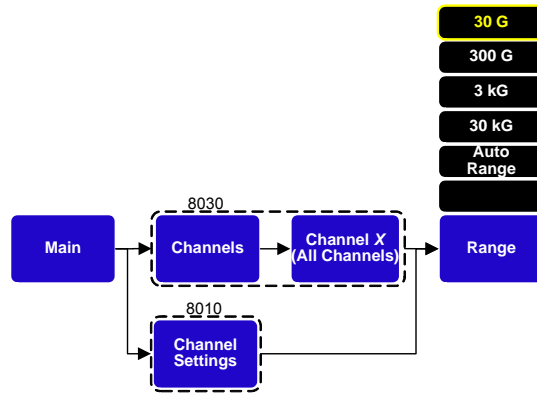 30 G
300 G
3 kG
30 kG
Auto
Range
8030
Main
Channels
Channel X
(All Channels)
Range
8010
Channel
Settings